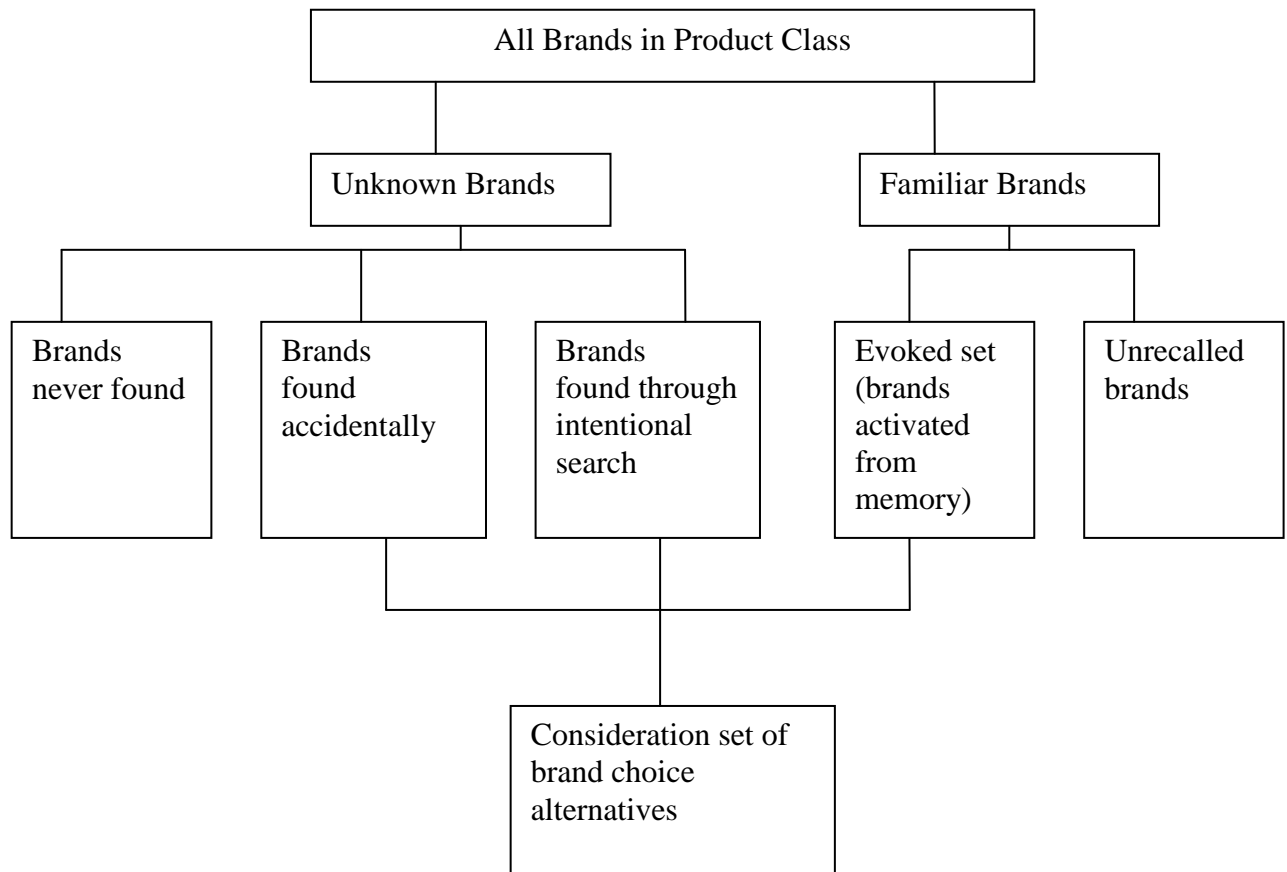 All Brands in Product Class
Unknown Brands
Familiar Brands
Brands
never found
Brands
found
accidentally
Brands
found through
intentional
search
Evoked set
(brands
activated
from
memory)
Unrecalled
brands
Consideration set of
brand choice
alternatives